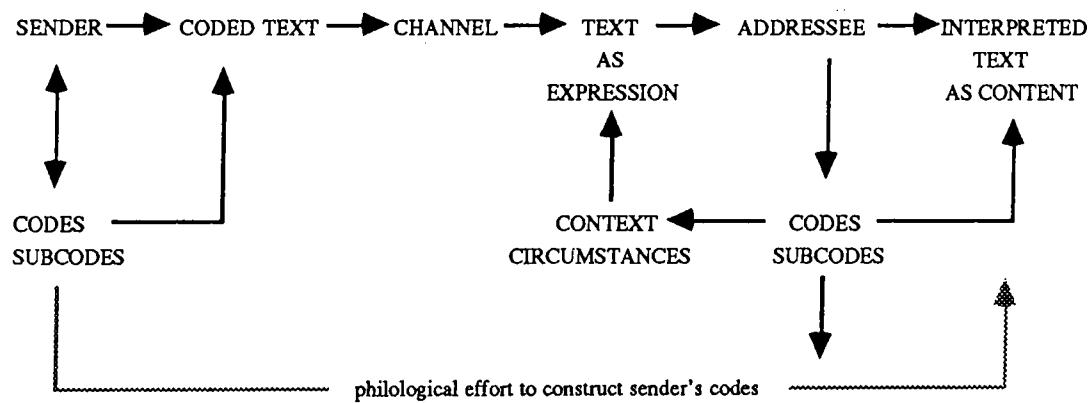 SENDER CODED TEXT CHANNEL TEXT ADDRESSEE INTERPRETED
AS TEXT
EXPRESSION AS CONTENT
CODES CONTEXT CODES
SUBCODES CIRCUMSTANCES SUBCODES
philological effort to construct sender's codes